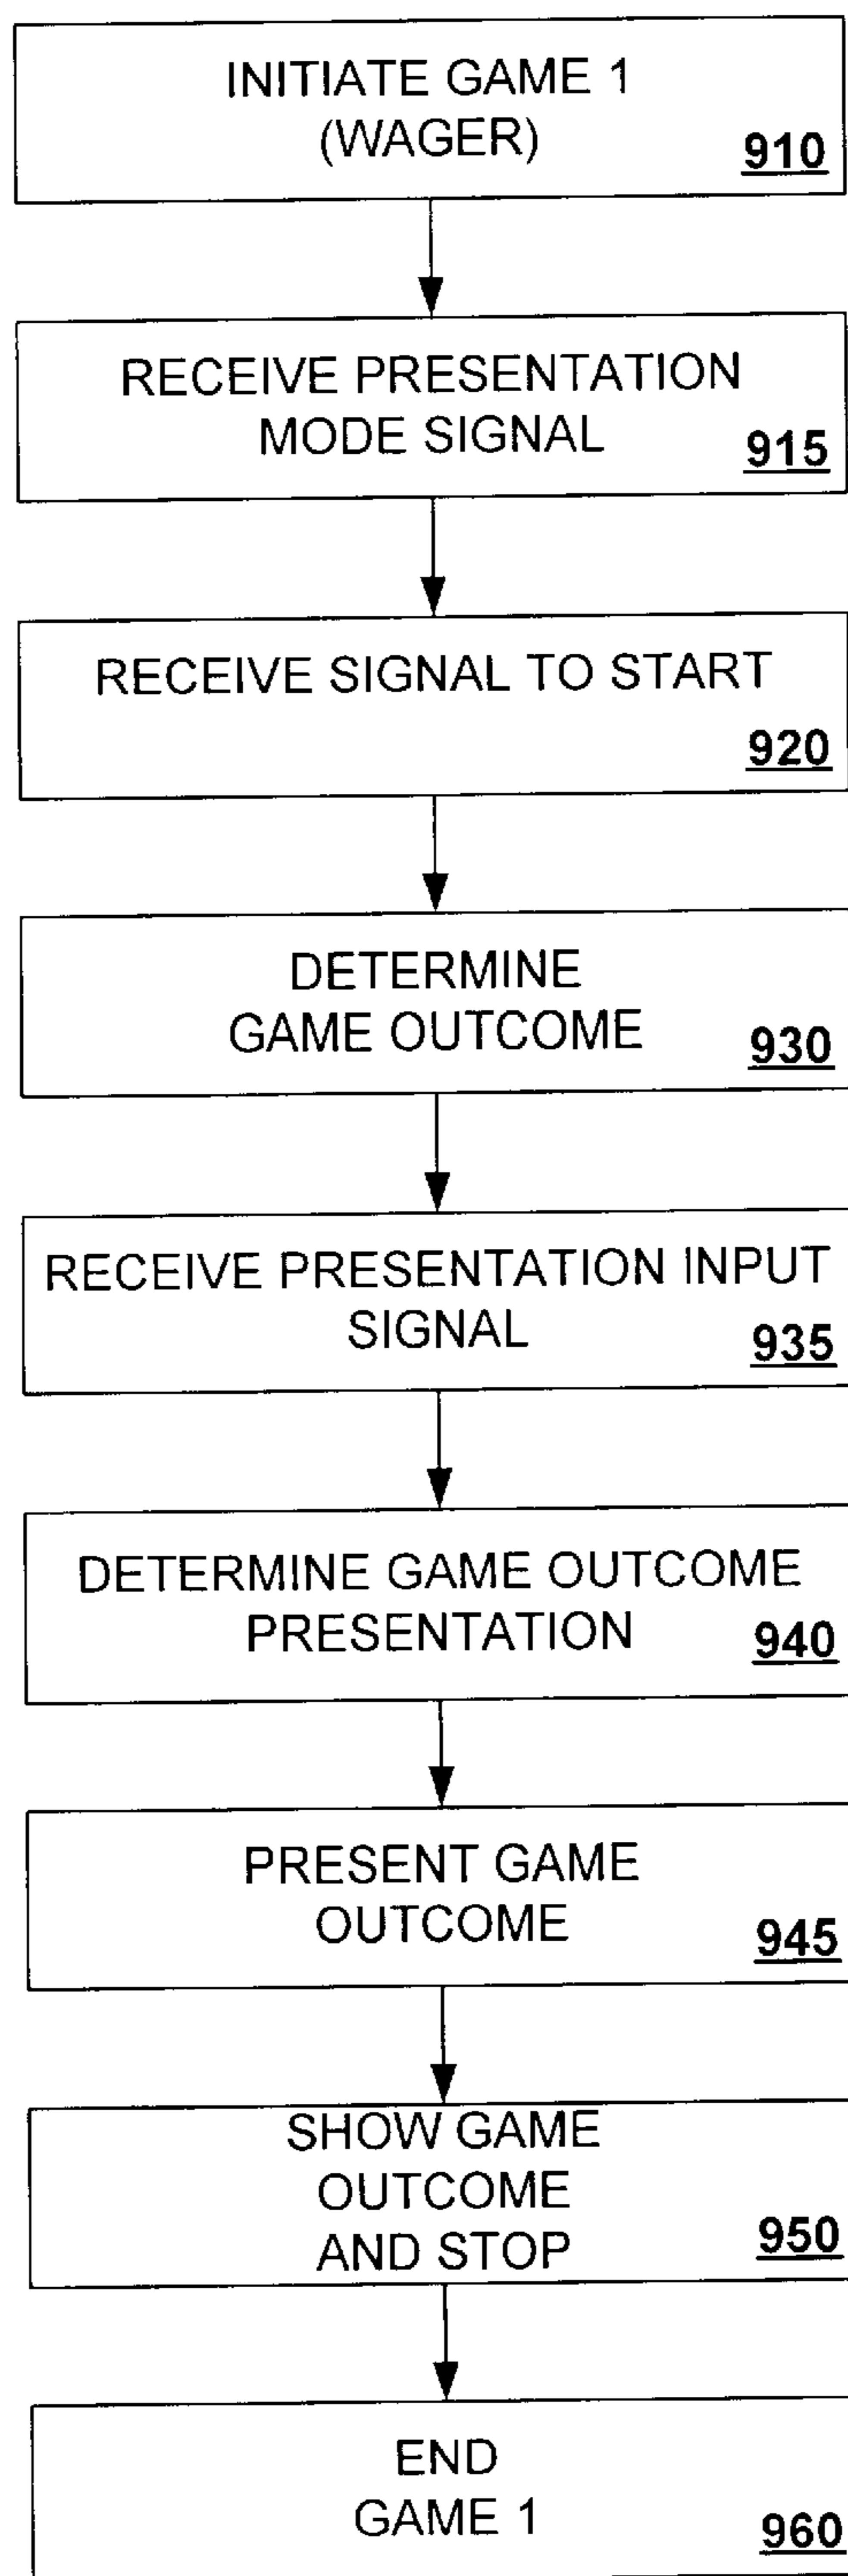 INITIATE GAME 1
(WAGER)
910
RECEIVE PRESENTATION
MODE SIGNAL
915
RECEIVE SIGNAL TO START
920
DETERMINE
GAME OUTCOME
930
RECEIVE PRESENTATION INPUT
SIGNAL
935
DETERMINE GAME OUTCOME
PRESENTATION
940
PRESENT GAME
OUTCOME
945
SHOW GAME
OUTCOME
AND STOP
950
END
GAME 1
960